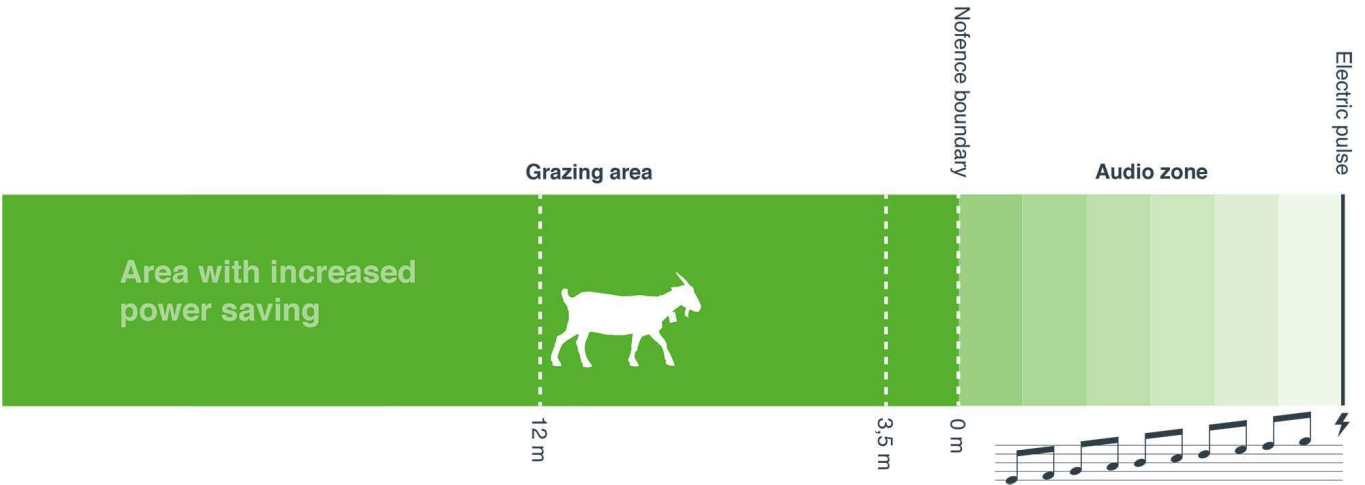 Nofence boundary
Electric pulse
Grazing area
Audio zone
Area with increased
power saving
12 m
3,5 m
0 m